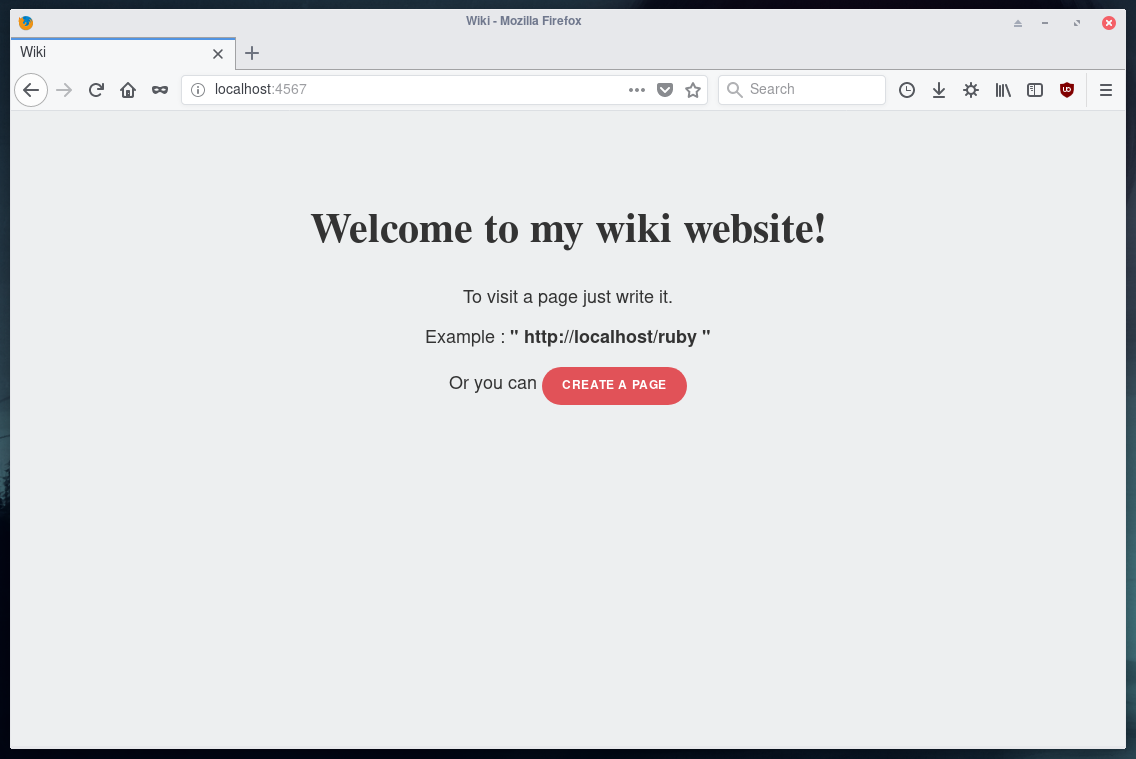 Wiki - Mozilla Firefox
Wiki
localhost:4567
Search
Welcome to my wiki website!
To visit a page just write it.
Example : " http://localhost/ruby "
Or you can CREATE A PAGE